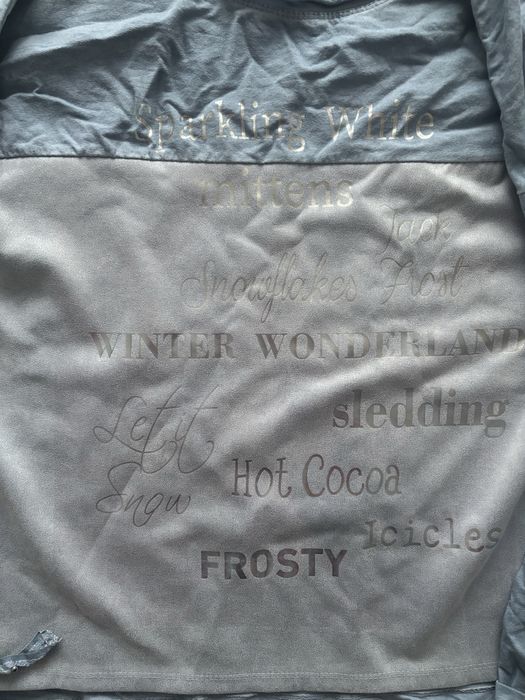 Sparkling White
mittens
Jack
Snowflakes Frost
WINTER WONDERLAND
sledding
Let it
Snow
Hot Cocoa
Icicles
FROSTY